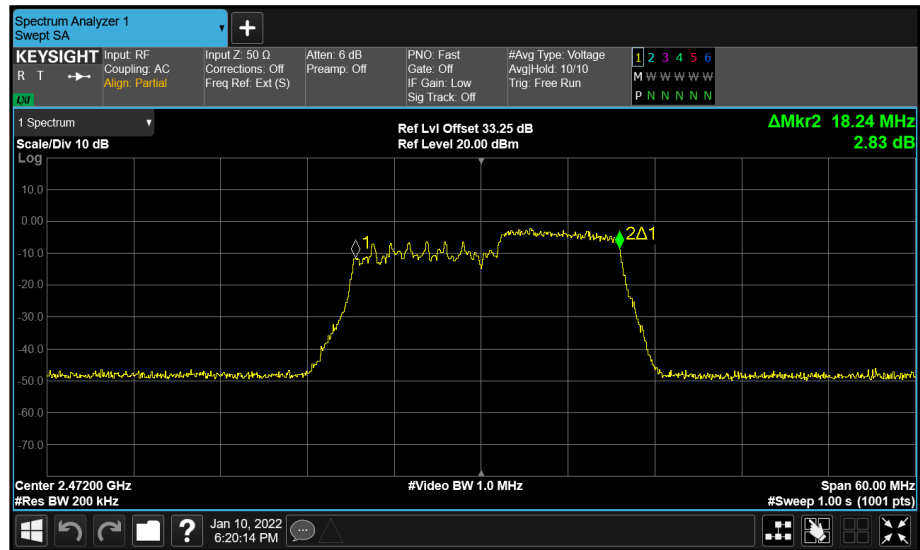 Spectrum Analyzer 1
Swept SA
KEYSIGHT
R T
LXI
Input: RF
Coupling: AC
Align: Partial
Input Z: 50 Ω
Corrections: Off
Freq Ref: Ext (S)
Atten: 6 dB
Preamp: Off
PNO: Fast
Gate: Off
IF Gain: Low
Sig Track: Off
#Avg Type: Voltage
Avg|Hold: 10/10
Trig: Free Run
1 2 3 4 5 6
M W W W W W
P N N N N N
1 Spectrum
Scale/Div 10 dB
Ref Lvl Offset 33.25 dB
Ref Level 20.00 dBm
ΔMkr2 18.24 MHz
2.83 dB
Log
10.0
0.00
-10.0
-20.0
-30.0
-40.0
-50.0
-60.0
-70.0
1
2Δ1
Center 2.47200 GHz
#Res BW 200 kHz
#Video BW 1.0 MHz
Span 60.00 MHz
#Sweep 1.00 s (1001 pts)
?
Jan 10, 2022
6:20:14 PM